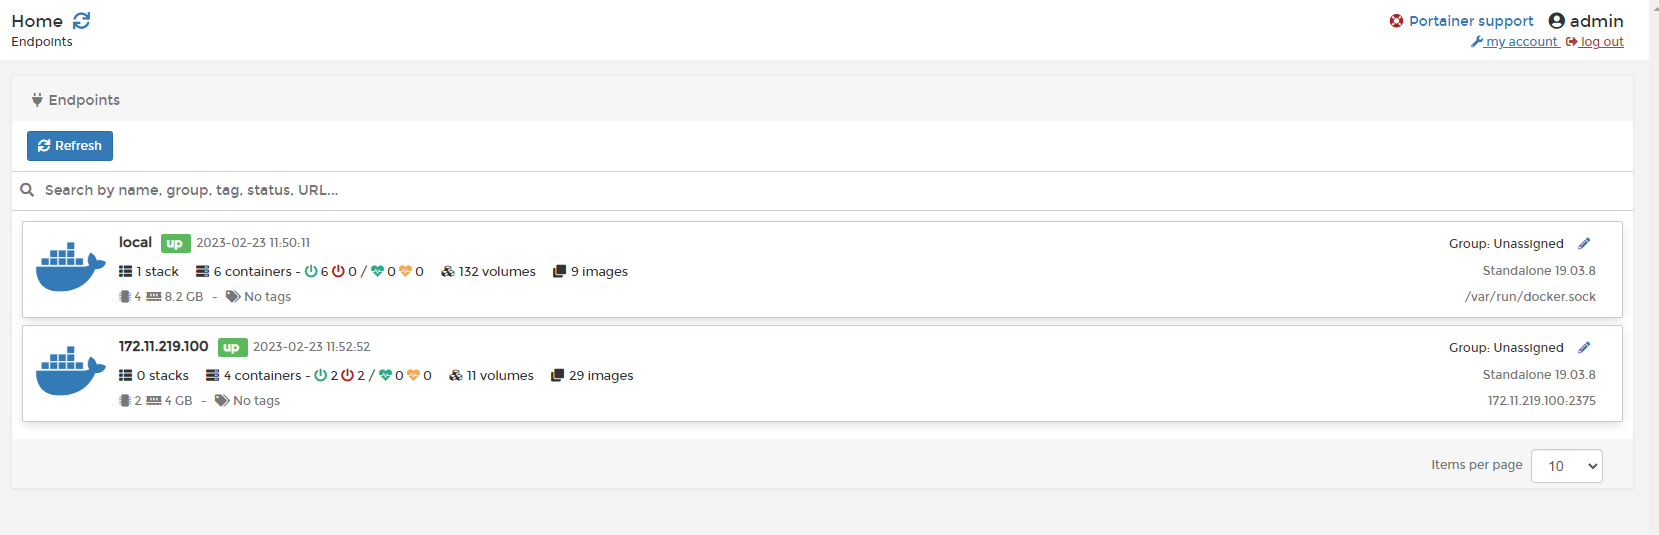 Home
Portainer support admin
Endpoints
my account log out
Endpoints
Refresh
Search by name, group, tag, status, URL...
local up 2023-02-23 11:50:11
Group: Unassigned
1 stack 6 containers - 6 0 / 0 0 132 volumes 9 images
Standalone 19.03.8
4 8.2 GB - No tags
/var/run/docker.sock
172.11.219.100 up 2023-02-23 11:52:52
Group: Unassigned
0 stacks 4 containers - 2 2 / 0 0 11 volumes 29 images
Standalone 19.03.8
2 4 GB - No tags
172.11.219.100:2375
Items per page 10